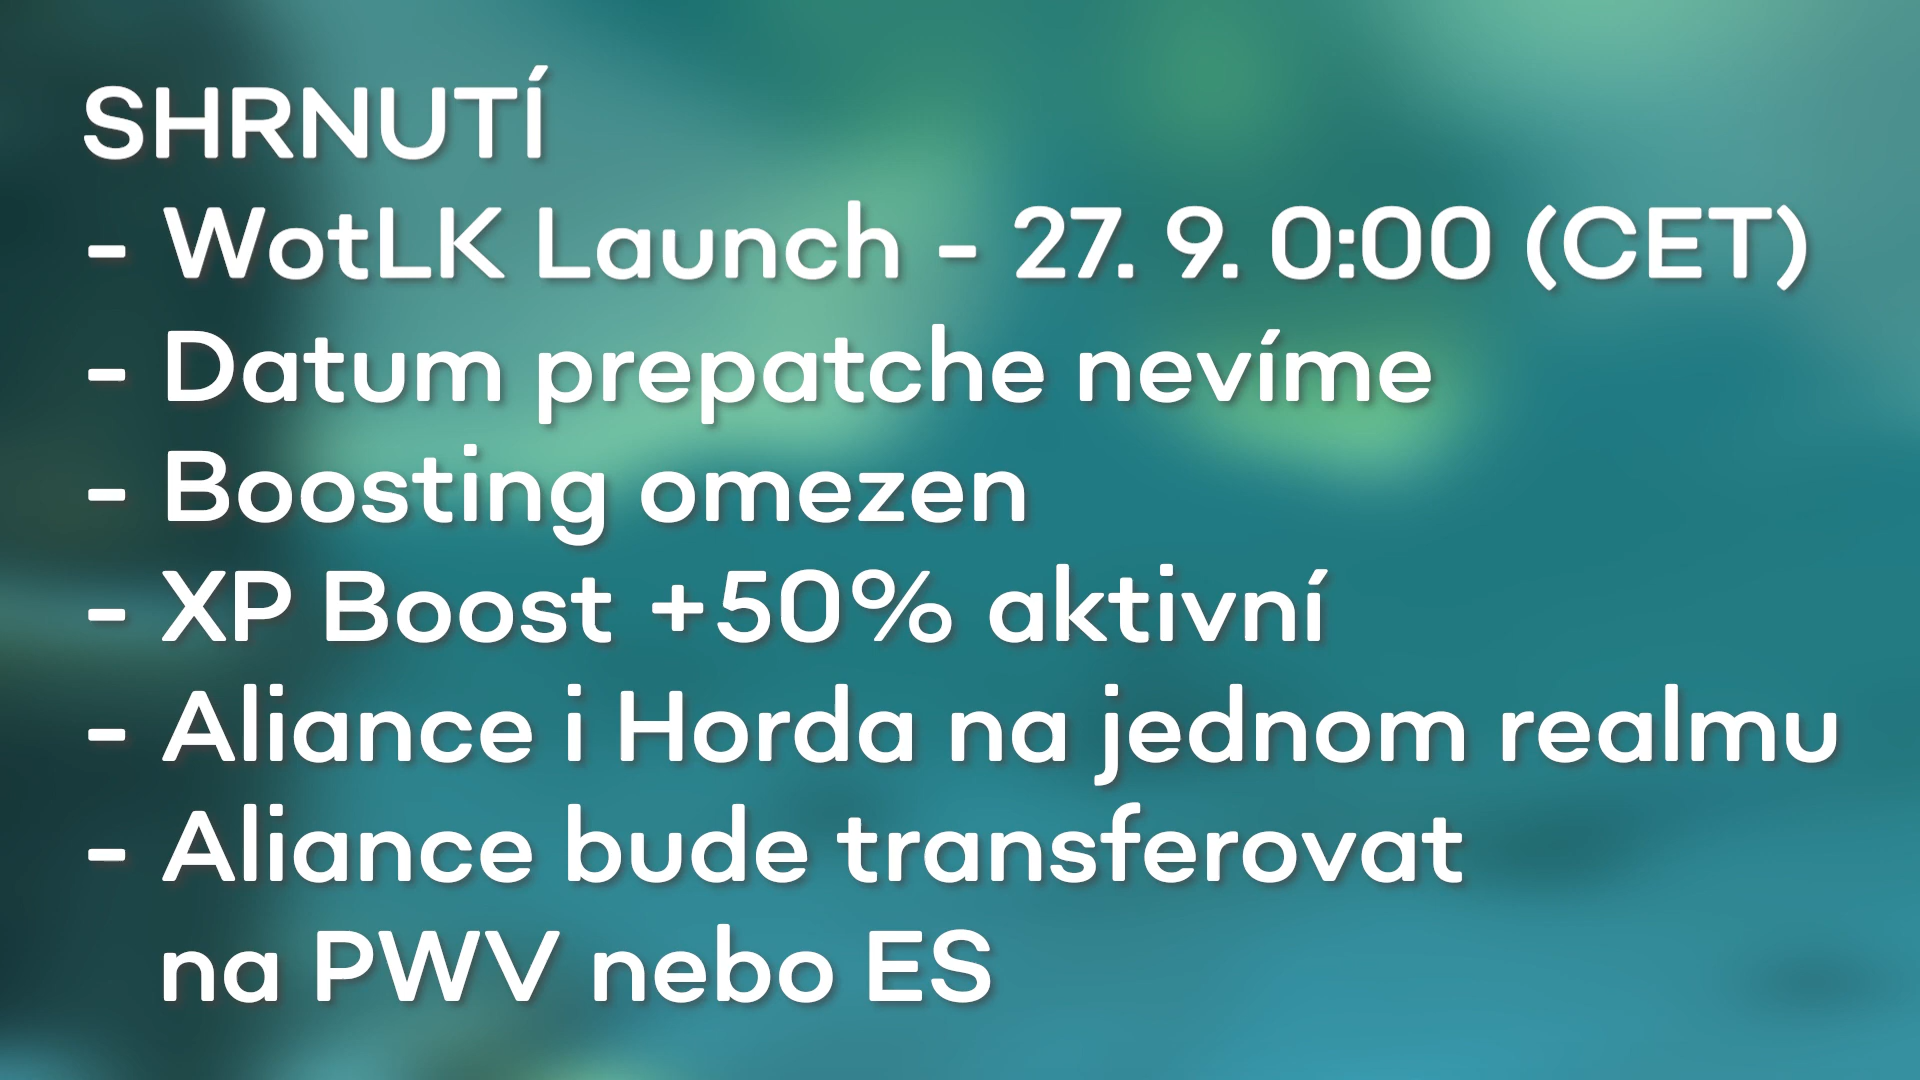 SHRNUTÍ
- WotLK Launch - 27. 9. 0:00 (CET)
- Datum prepatche nevíme
- Boosting omezen
- XP Boost +50% aktivní
- Aliance i Horda na jednom realmu
- Aliance bude transferovat
na PWV nebo ES